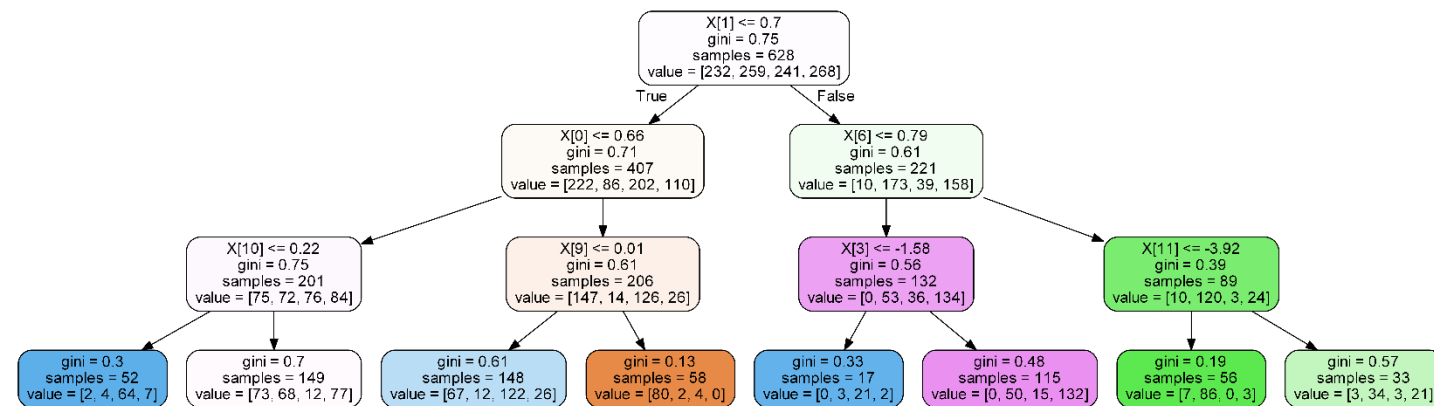 X[1] <= 0.7
gini = 0.75
samples = 628
value = [232, 259, 241, 268]
True
False
X[0] <= 0.66
gini = 0.71
samples = 407
value = [222, 86, 202, 110]
X[6] <= 0.79
gini = 0.61
samples = 221
value = [10, 173, 39, 158]
X[10] <= 0.22
gini = 0.75
samples = 201
value = [75, 72, 76, 84]
X[9] <= 0.01
gini = 0.61
samples = 206
value = [147, 14, 126, 26]
X[3] <= -1.58
gini = 0.56
samples = 132
value = [0, 53, 36, 134]
X[11] <= -3.92
gini = 0.39
samples = 89
value = [10, 120, 3, 24]
gini = 0.3
samples = 52
value = [2, 4, 64, 7]
gini = 0.7
samples = 149
value = [73, 68, 12, 77]
gini = 0.61
samples = 148
value = [67, 12, 122, 26]
gini = 0.13
samples = 58
value = [80, 2, 4, 0]
gini = 0.33
samples = 17
value = [0, 3, 21, 2]
gini = 0.48
samples = 115
value = [0, 50, 15, 132]
gini = 0.19
samples = 56
value = [7, 86, 0, 3]
gini = 0.57
samples = 33
value = [3, 34, 3, 21]